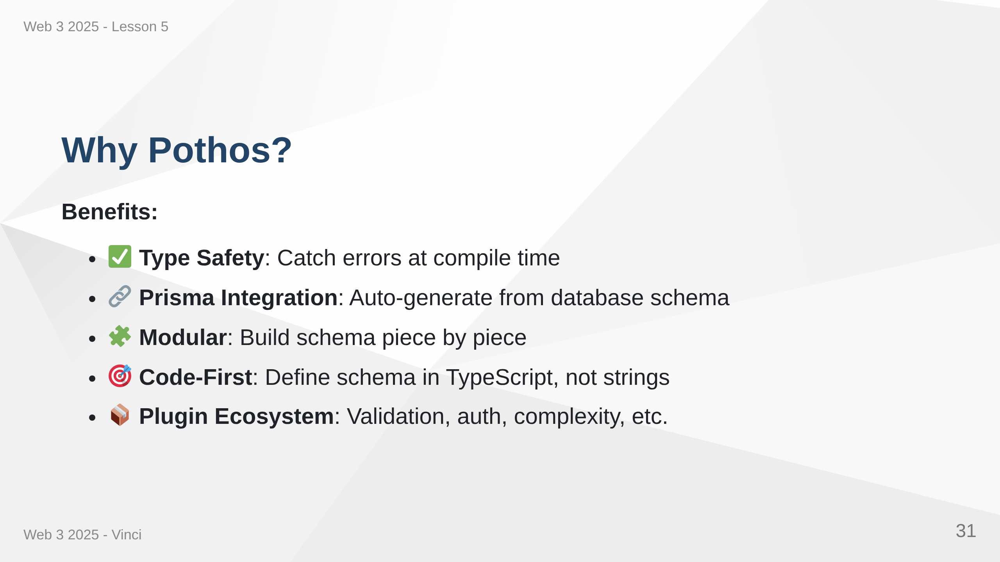 Web 3 2025 - Lesson 5
Why Pothos?
Benefits:
• ✅ Type Safety: Catch errors at compile time
• 🔗 Prisma Integration: Auto-generate from database schema
• 🧩 Modular: Build schema piece by piece
• 🎯 Code-First: Define schema in TypeScript, not strings
• 📦 Plugin Ecosystem: Validation, auth, complexity, etc.
Web 3 2025 - Vinci
31